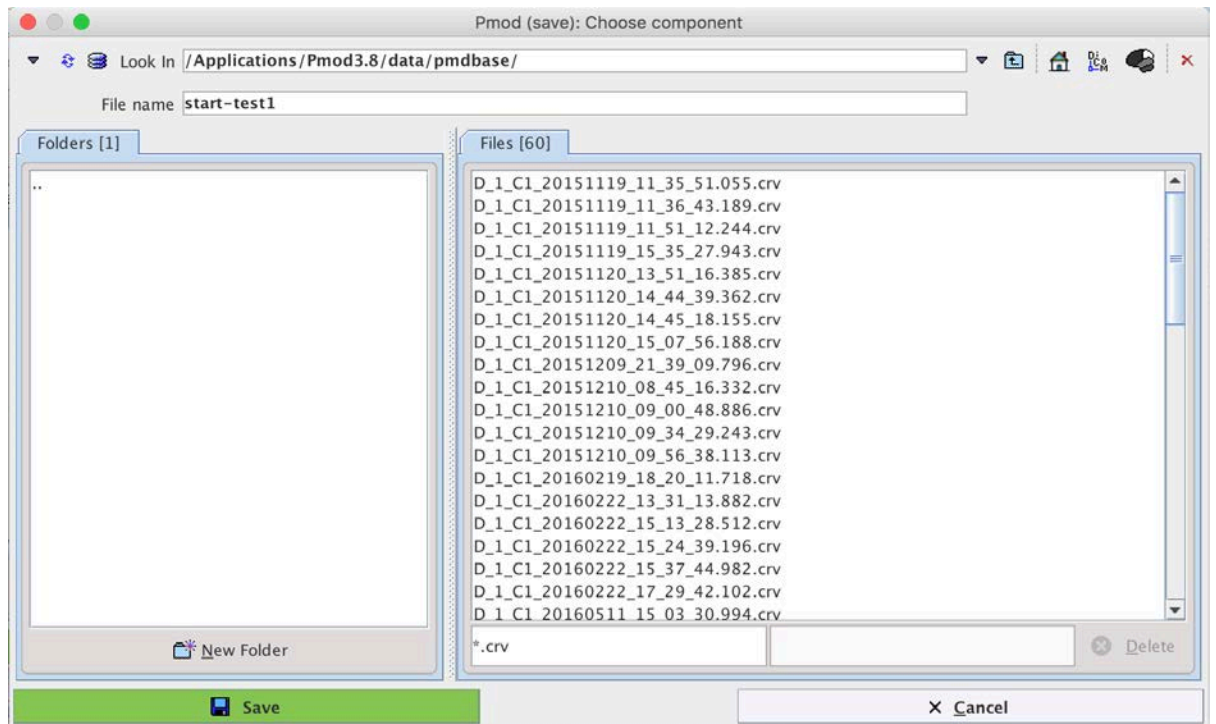 Pmod (save): Choose component
Look In /Applications/Pmod3.8/data/pmdbase/
File name start-test1
Folders [1]
Files [60]
..
D_1_C1_20151119_11_35_51.055.crv
D_1_C1_20151119_11_36_43.189.crv
D_1_C1_20151119_11_51_12.244.crv
D_1_C1_20151119_15_35_27.943.crv
D_1_C1_20151120_13_51_16.385.crv
D_1_C1_20151120_14_44_39.362.crv
D_1_C1_20151120_14_45_18.155.crv
D_1_C1_20151120_15_07_56.188.crv
D_1_C1_20151209_21_39_09.796.crv
D_1_C1_20151210_08_45_16.332.crv
D_1_C1_20151210_09_00_48.886.crv
D_1_C1_20151210_09_34_29.243.crv
D_1_C1_20151210_09_56_38.113.crv
D_1_C1_20160219_18_20_11.718.crv
D_1_C1_20160222_13_31_13.882.crv
D_1_C1_20160222_15_13_28.512.crv
D_1_C1_20160222_15_24_39.196.crv
D_1_C1_20160222_15_37_44.982.crv
D_1_C1_20160222_17_29_42.102.crv
D_1_C1_20160511_15_03_30.994.crv
New Folder
*.crv
Delete
Save
Cancel